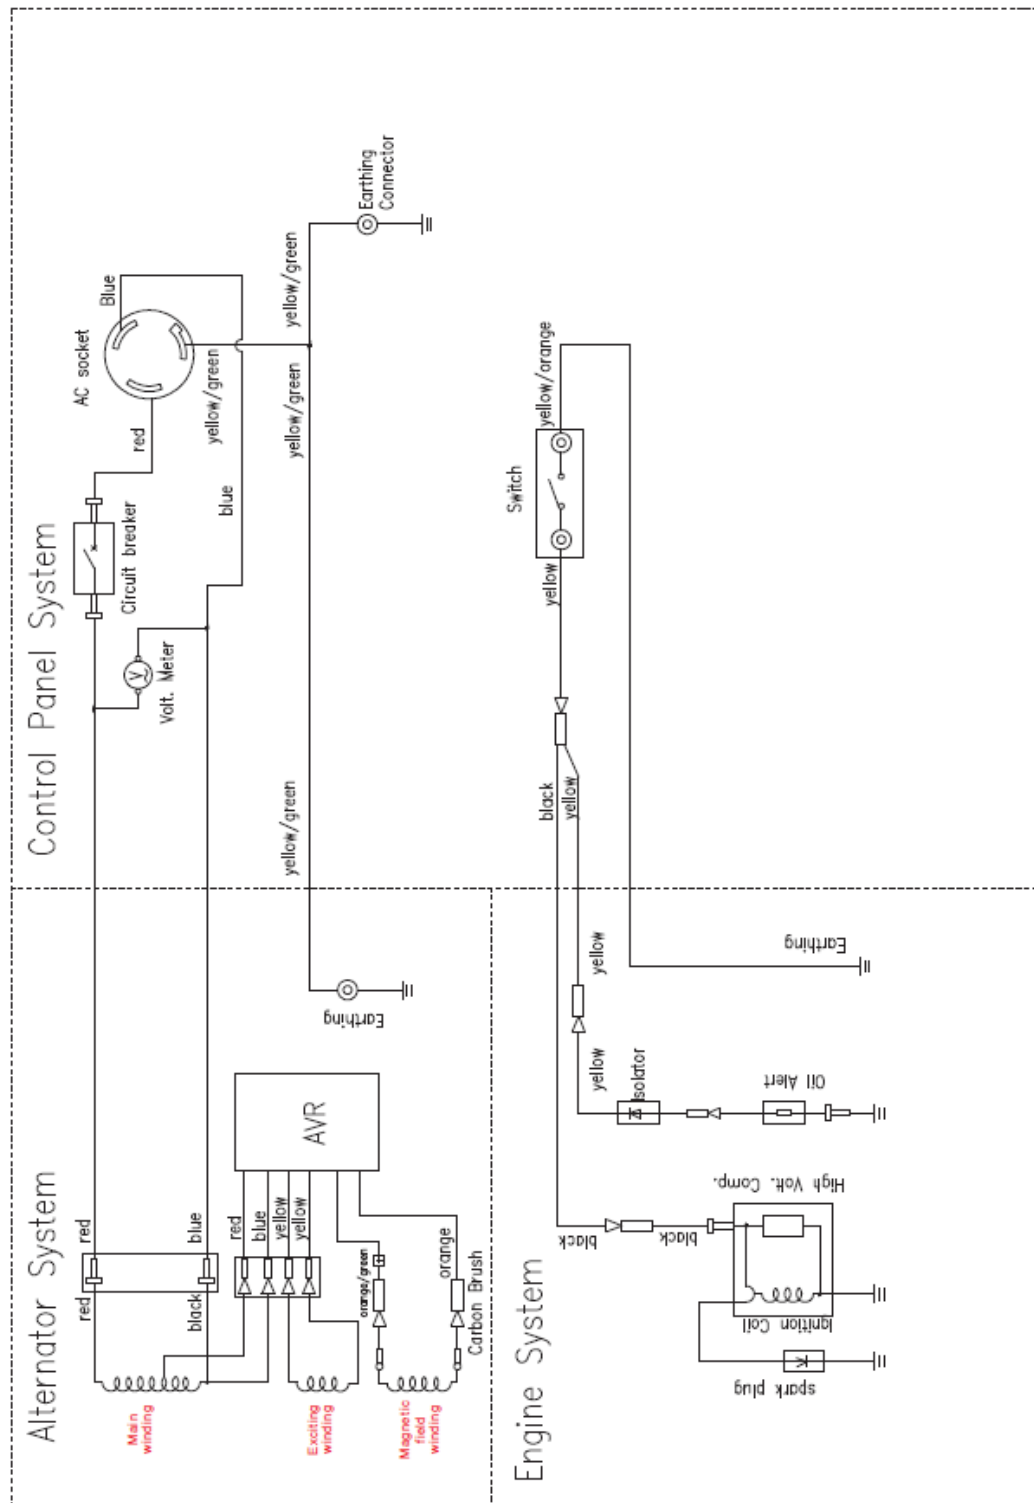 Control Panel System
AC socket
Blue
red
yellow/green
Circuit breaker
blue
Volt. Meter
yellow/green
yellow/green
yellow/green
Earthing
Connector
Switch
yellow/orange
yellow
black
yellow
Alternator System
red
red
blue
black
Main
winding
red
blue
yellow
yellow
AVR
Earthing
Exciting
winding
orange/green
orange
Carbon Brush
Magnetic
field
winding
Engine System
yellow
yellow
Earthing
Isolator
Oil Alert
High Volt. Comp.
black
black
Ignition Coil
spark plug
V